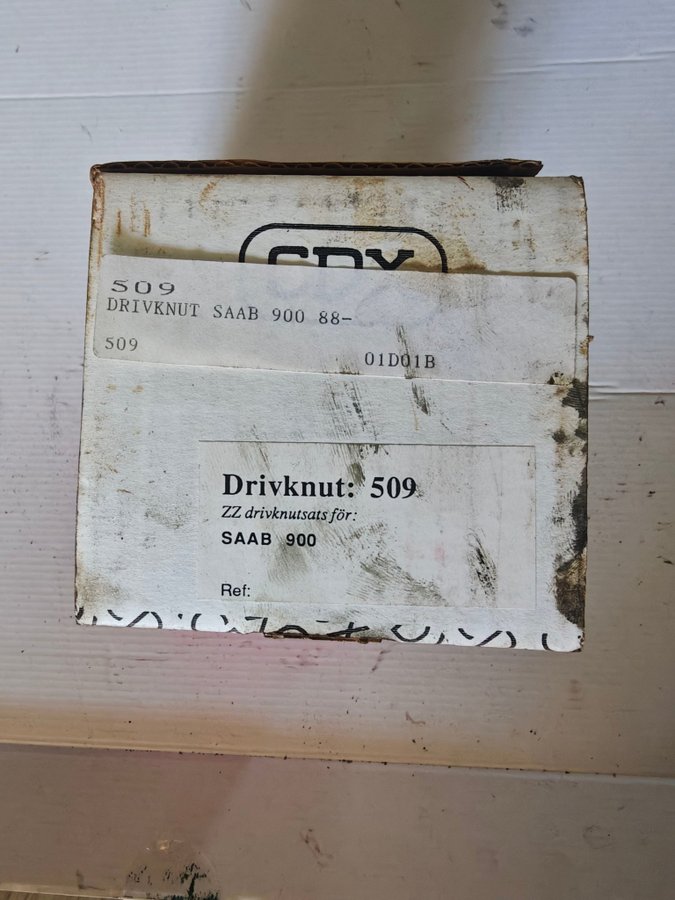 509
DRIVKNUT SAAB 900 88-
509
01D01B
Drivknut: 509
ZZ drivknutsats för:
SAAB 900
Ref: